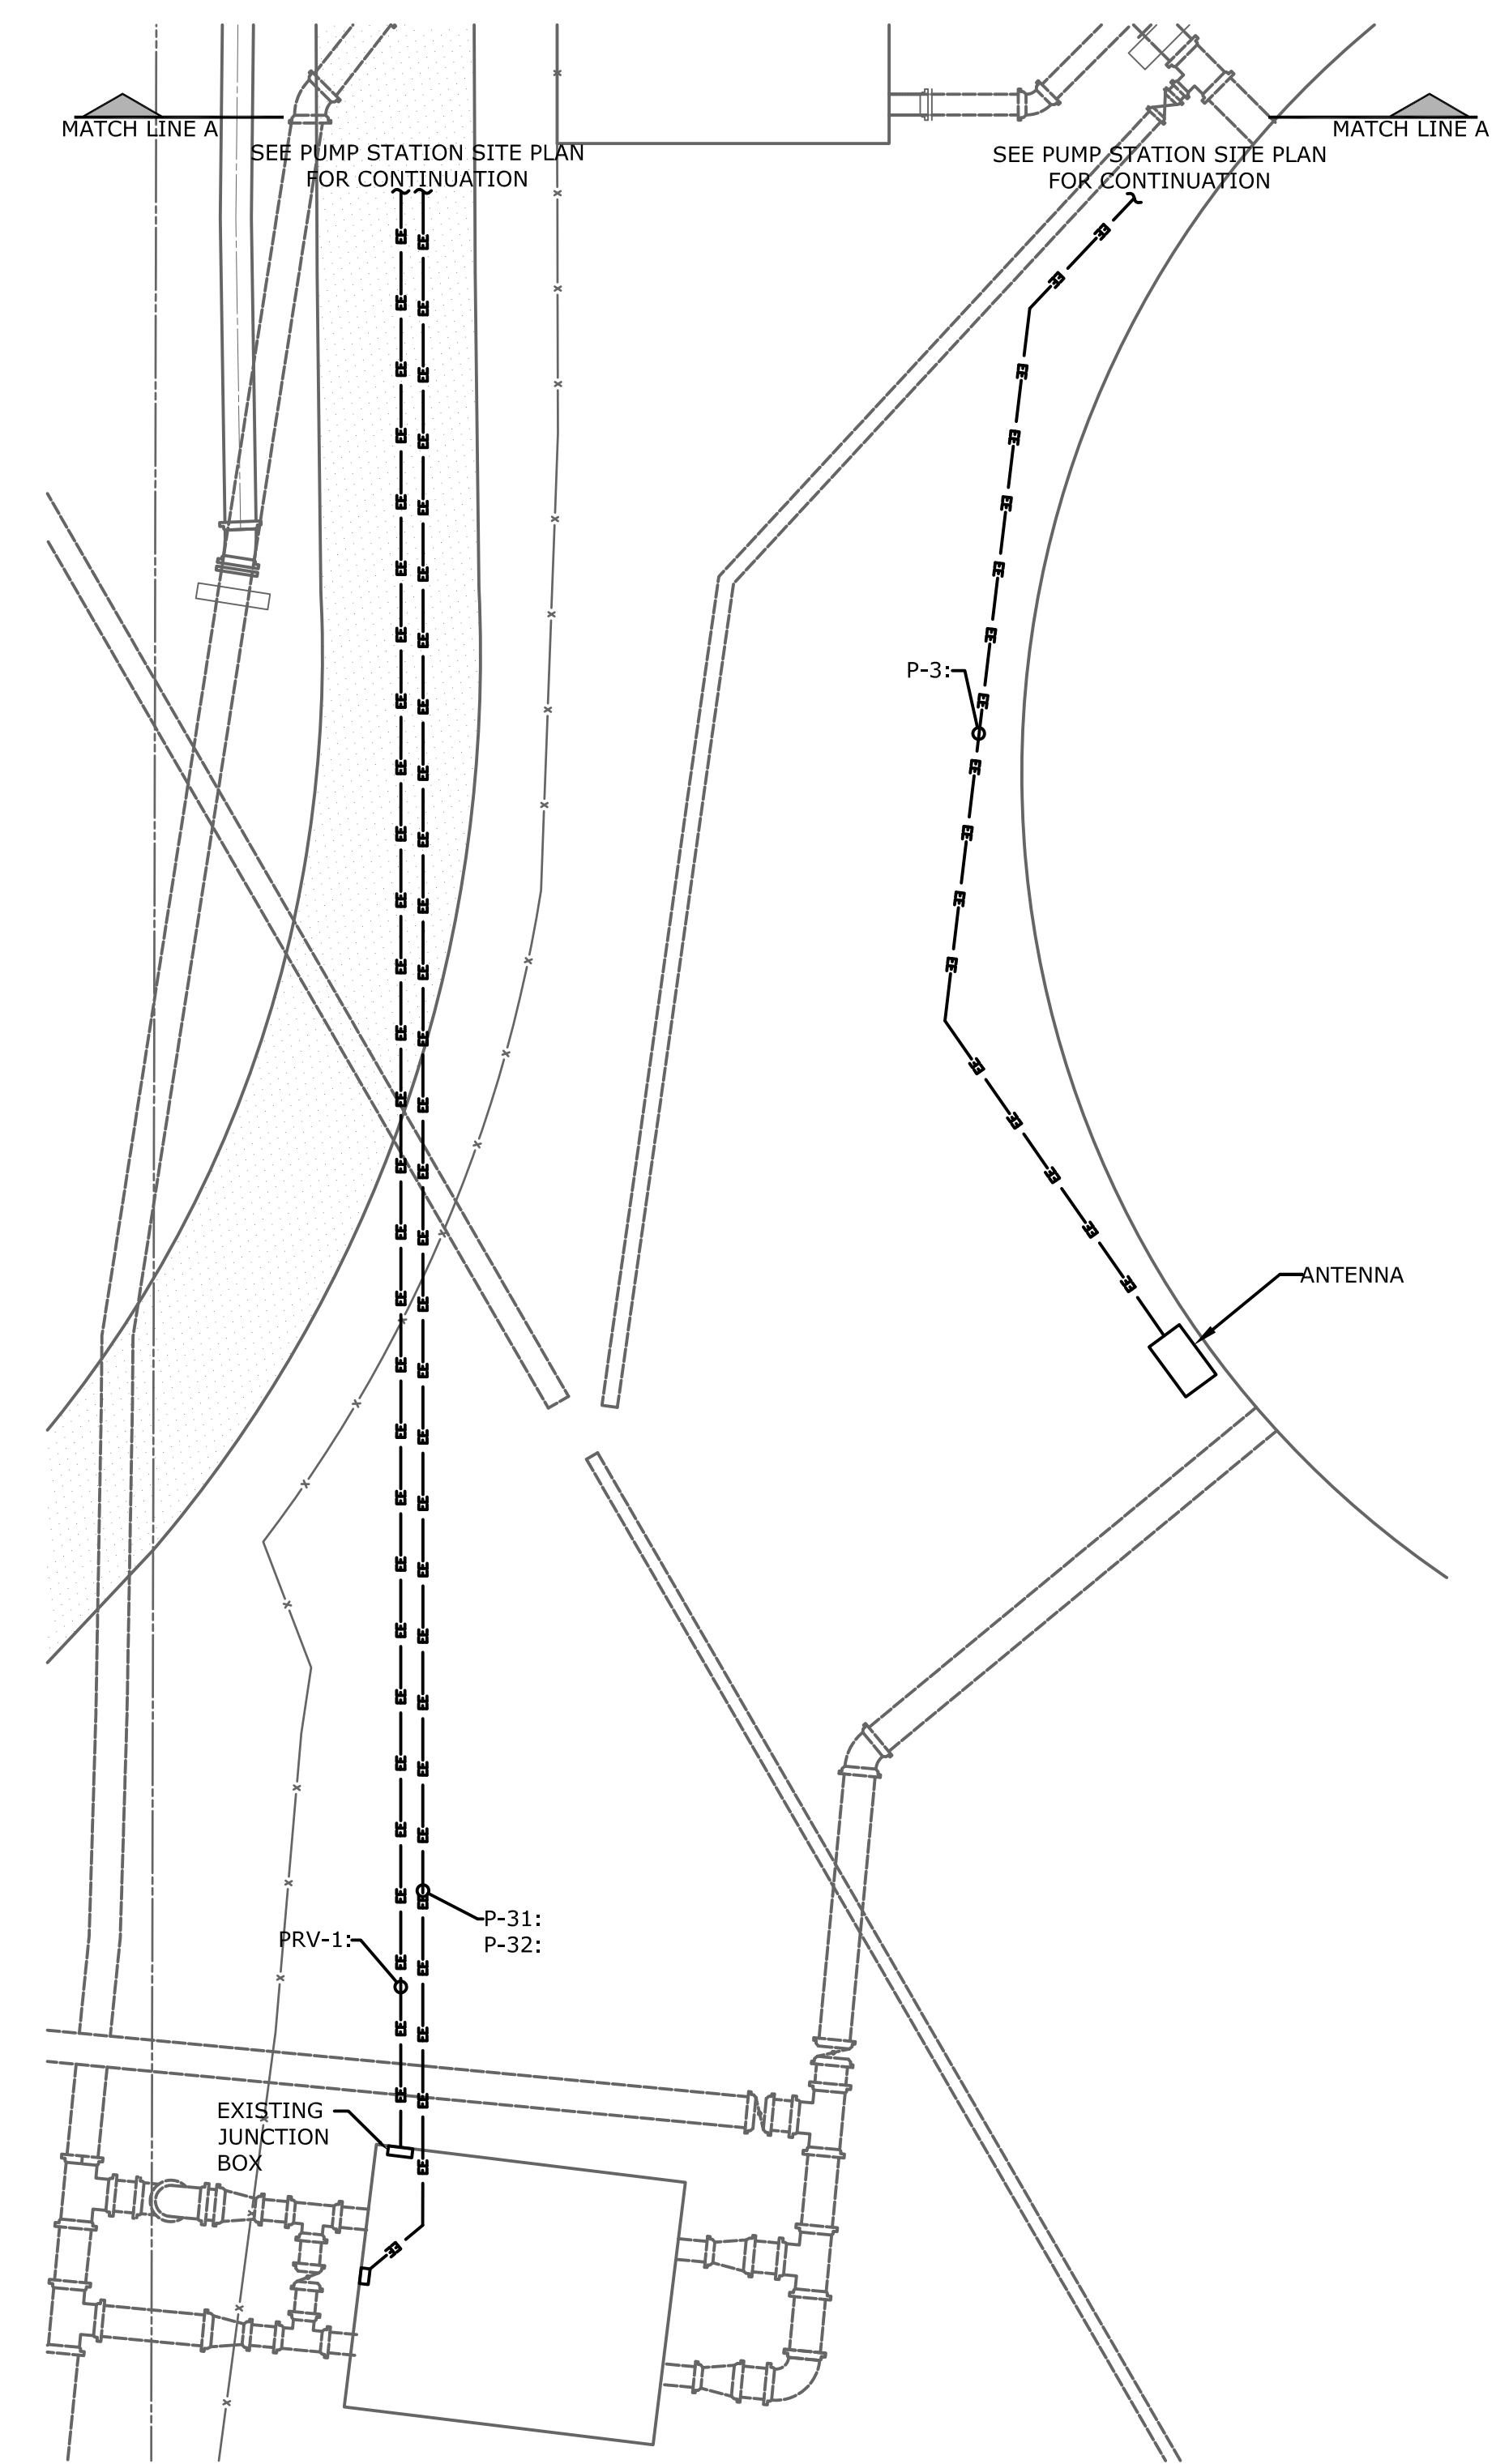 MATCH LINE A
MATCH LINE A
SEE PUMP STATION SITE PLAN
FOR CONTINUATION
SEE PUMP STATION SITE PLAN
FOR CONTINUATION
P-3:
ANTENNA
P-31:
P-32:
PRV-1:
EXISTING
JUNCTION
BOX